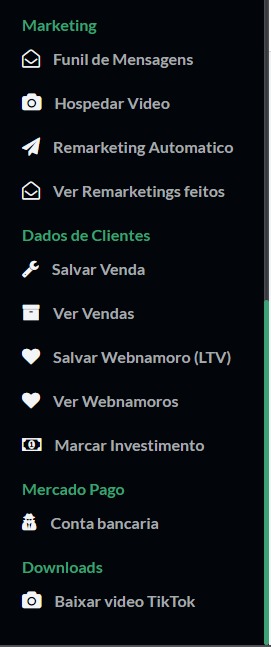 Marketing
Funil de Mensagens
Hospedar Video
Remarketing Automatico
Ver Remarketings feitos
Dados de Clientes
Salvar Venda
Ver Vendas
Salvar Webnamoro (LTV)
Ver Webnamoros
Marcar Investimento
Mercado Pago
Conta bancaria
Downloads
Baixar video TikTok